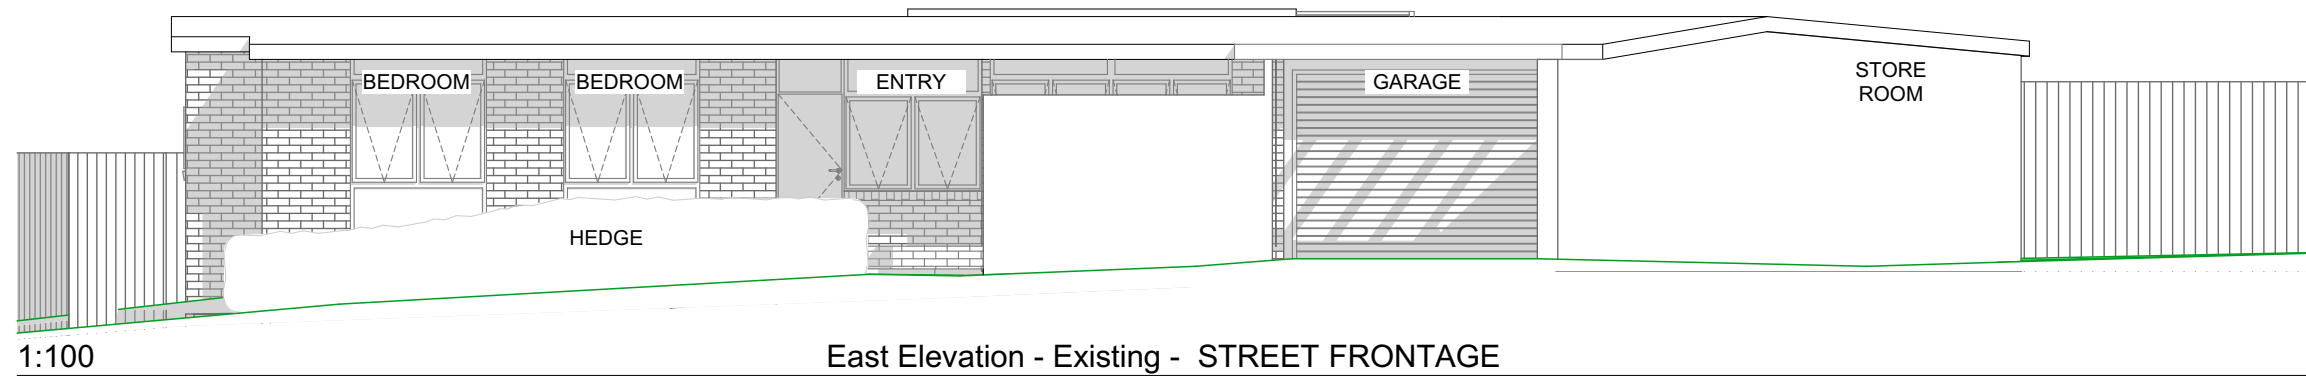 BEDROOM
BEDROOM
ENTRY
GARAGE
STORE
ROOM
HEDGE
1:100
East Elevation - Existing - STREET FRONTAGE